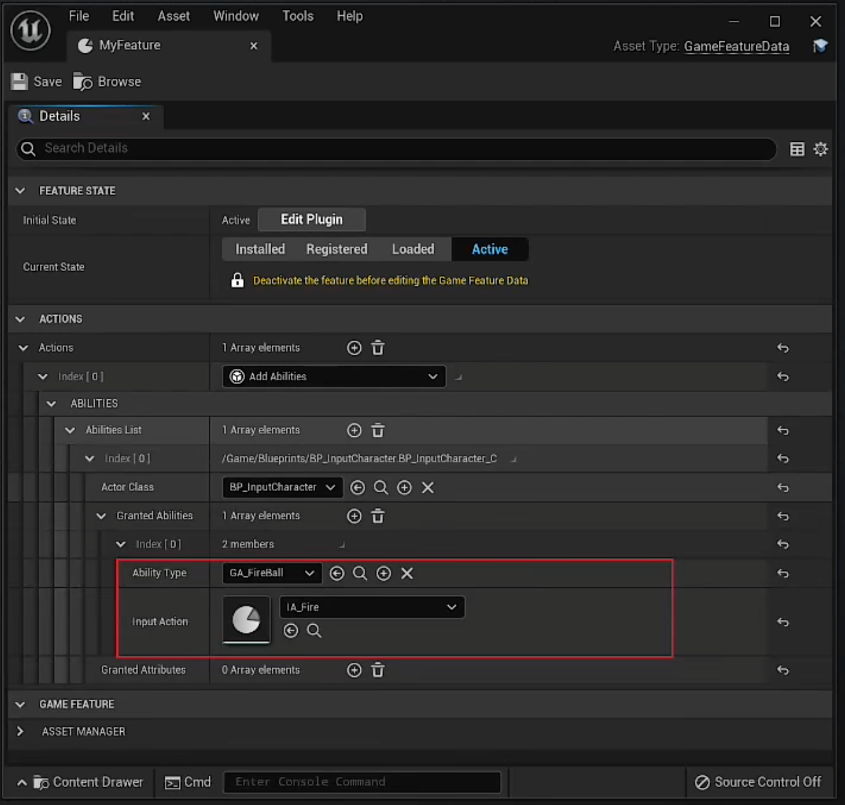 File Edit Asset Window Tools Help
MyFeature
Asset Type: GameFeatureData
Save Browse
Details
Search Details
FEATURE STATE
Initial State Active Edit Plugin
Installed Registered Loaded Active
Current State
Deactivate the feature before editing the Game Feature Data
ACTIONS
Actions 1 Array elements
Index [ 0 ] Add Abilities
ABILITIES
Abilities List 1 Array elements
Index [ 0 ] /Game/Blueprints/BP_InputCharacter.BP_InputCharacter_C
Actor Class BP_InputCharacter
Granted Abilities 1 Array elements
Index [ 0 ] 2 members
Ability Type GA_FireBall
IA_Fire
Input Action
Granted Attributes 0 Array elements
GAME FEATURE
ASSET MANAGER
Content Drawer Cmd Enter Console Command Source Control Off